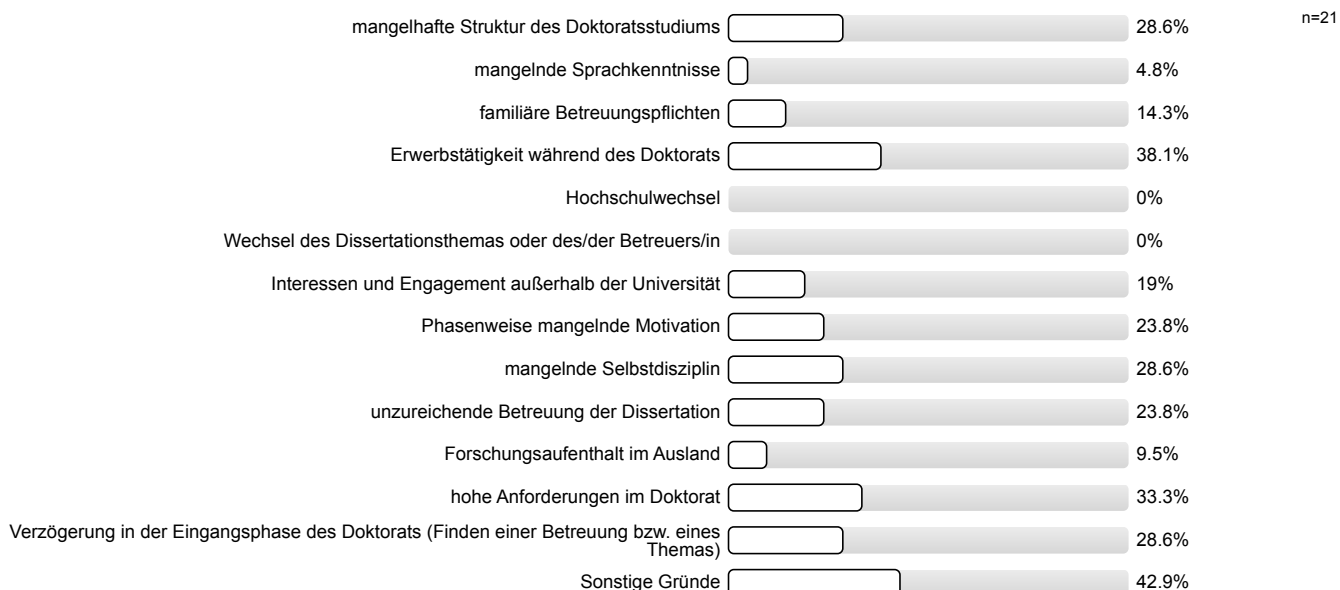 n=21
mangelhafte Struktur des Doktoratsstudiums 28.6%
mangelnde Sprachkenntnisse 4.8%
familiäre Betreuungspflichten 14.3%
Erwerbstätigkeit während des Doktorats 38.1%
Hochschulwechsel 0%
Wechsel des Dissertationsthemas oder des/der Betreuers/in 0%
Interessen und Engagement außerhalb der Universität 19%
Phasenweise mangelnde Motivation 23.8%
mangelnde Selbstdisziplin 28.6%
unzureichende Betreuung der Dissertation 23.8%
Forschungsaufenthalt im Ausland 9.5%
hohe Anforderungen im Doktorat 33.3%
Verzögerung in der Eingangsphase des Doktorats (Finden einer Betreuung bzw. eines
Themas) 28.6%
Sonstige Gründe 42.9%